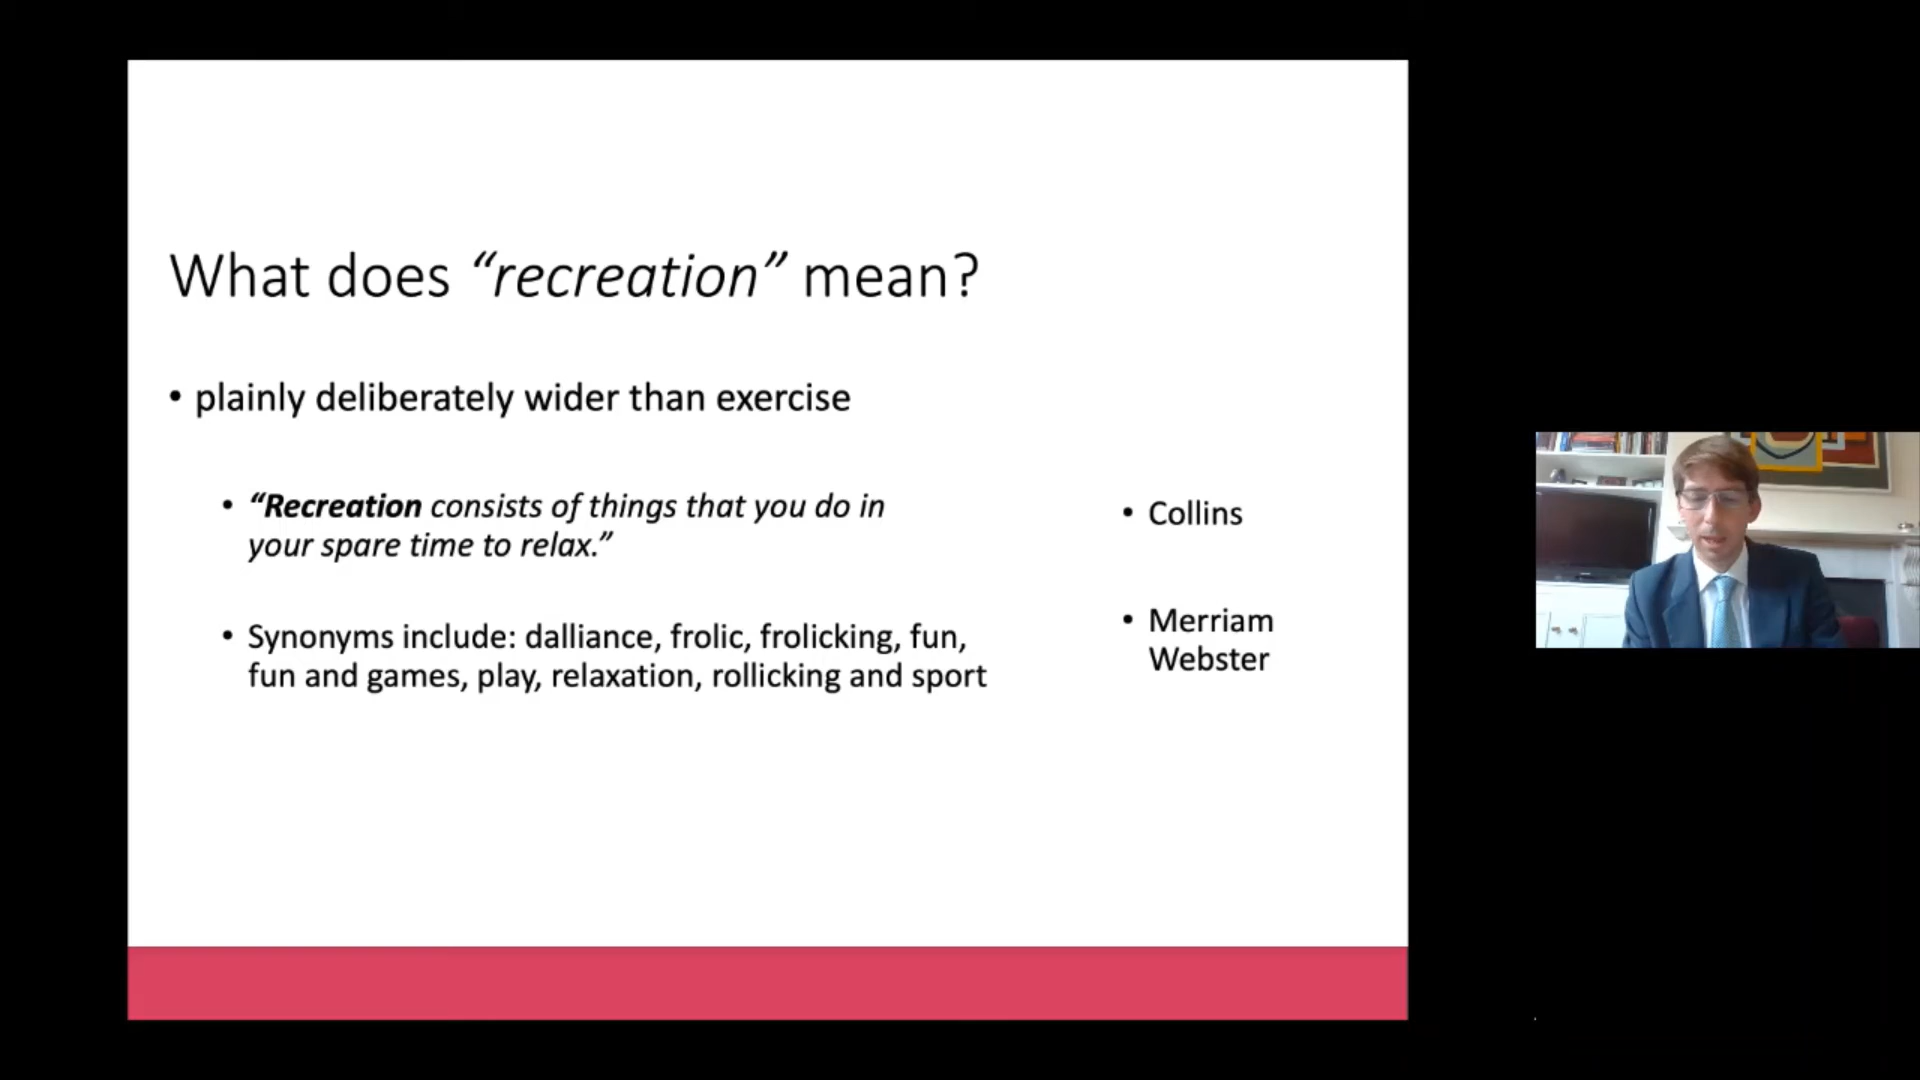 What does “recreation” mean?
• plainly deliberately wider than exercise
• “Recreation consists of things that you do in
your spare time to relax.”
• Collins
• Synonyms include: dalliance, frolic, frolicking, fun,
fun and games, play, relaxation, rollicking and sport
• Merriam
Webster